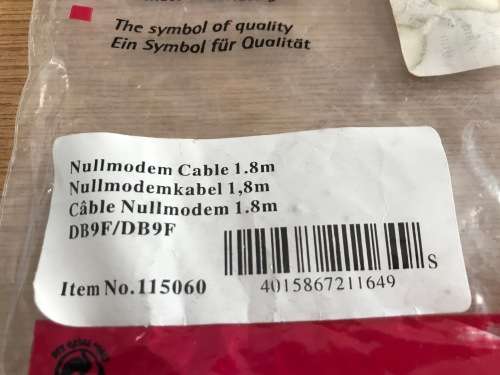 The symbol of quality
Ein Symbol für Qualität
Nullmodem Cable 1.8m
Nullmodemkabel 1,8m
Câble Nullmodem 1.8m
DB9F/DB9F
Item No.115060
4015867211649
S